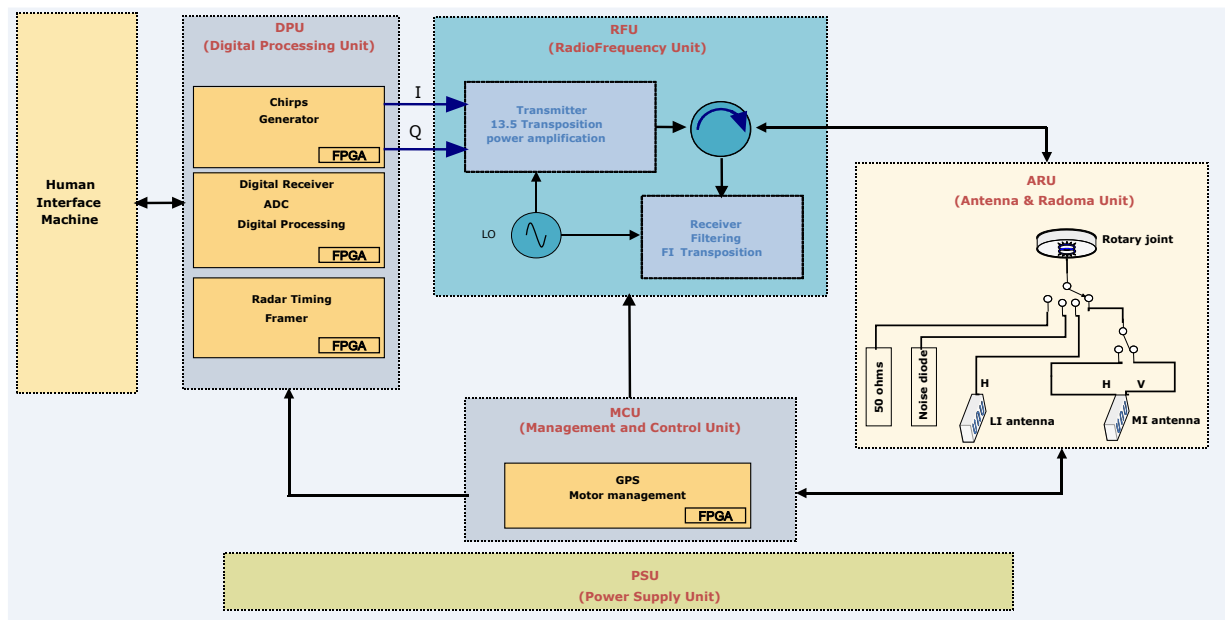 Human
Interface
Machine
DPU
(Digital Processing Unit)
Chirps
Generator
FPGA
Digital Receiver
ADC
Digital Processing
FPGA
Radar Timing
Framer
FPGA
I
Q
RFU
(RadioFrequency Unit)
Transmitter
13.5 Transposition
power amplification
LO
Receiver
Filtering
FI Transposition
ARU
(Antenna & Radoma Unit)
Rotary joint
50 ohms
Noise diode
H
LI antenna
H V
MI antenna
MCU
(Management and Control Unit)
GPS
Motor management
FPGA
PSU
(Power Supply Unit)